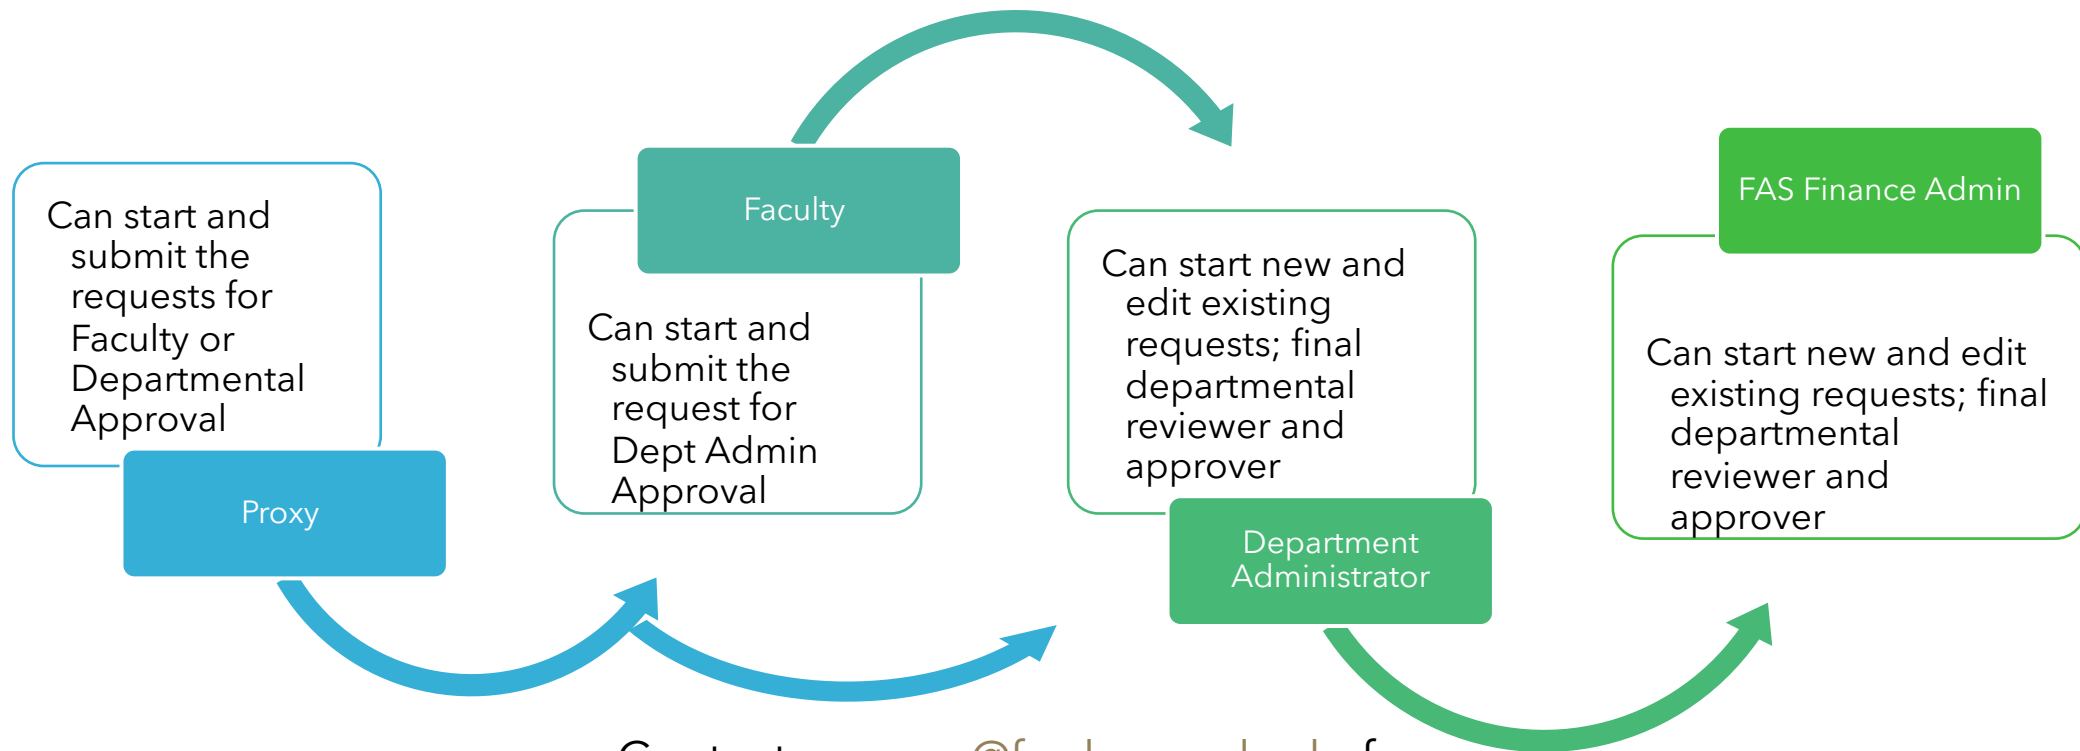 Can start and
submit the
requests for
Faculty or
Departmental
Approval
Proxy
Faculty
Can start and
submit the
request for
Dept Admin
Approval
Can start new and
edit existing
requests; final
departmental
reviewer and
approver
Department
Administrator
FAS Finance Admin
Can start new and edit
existing requests; final
departmental
reviewer and
approver